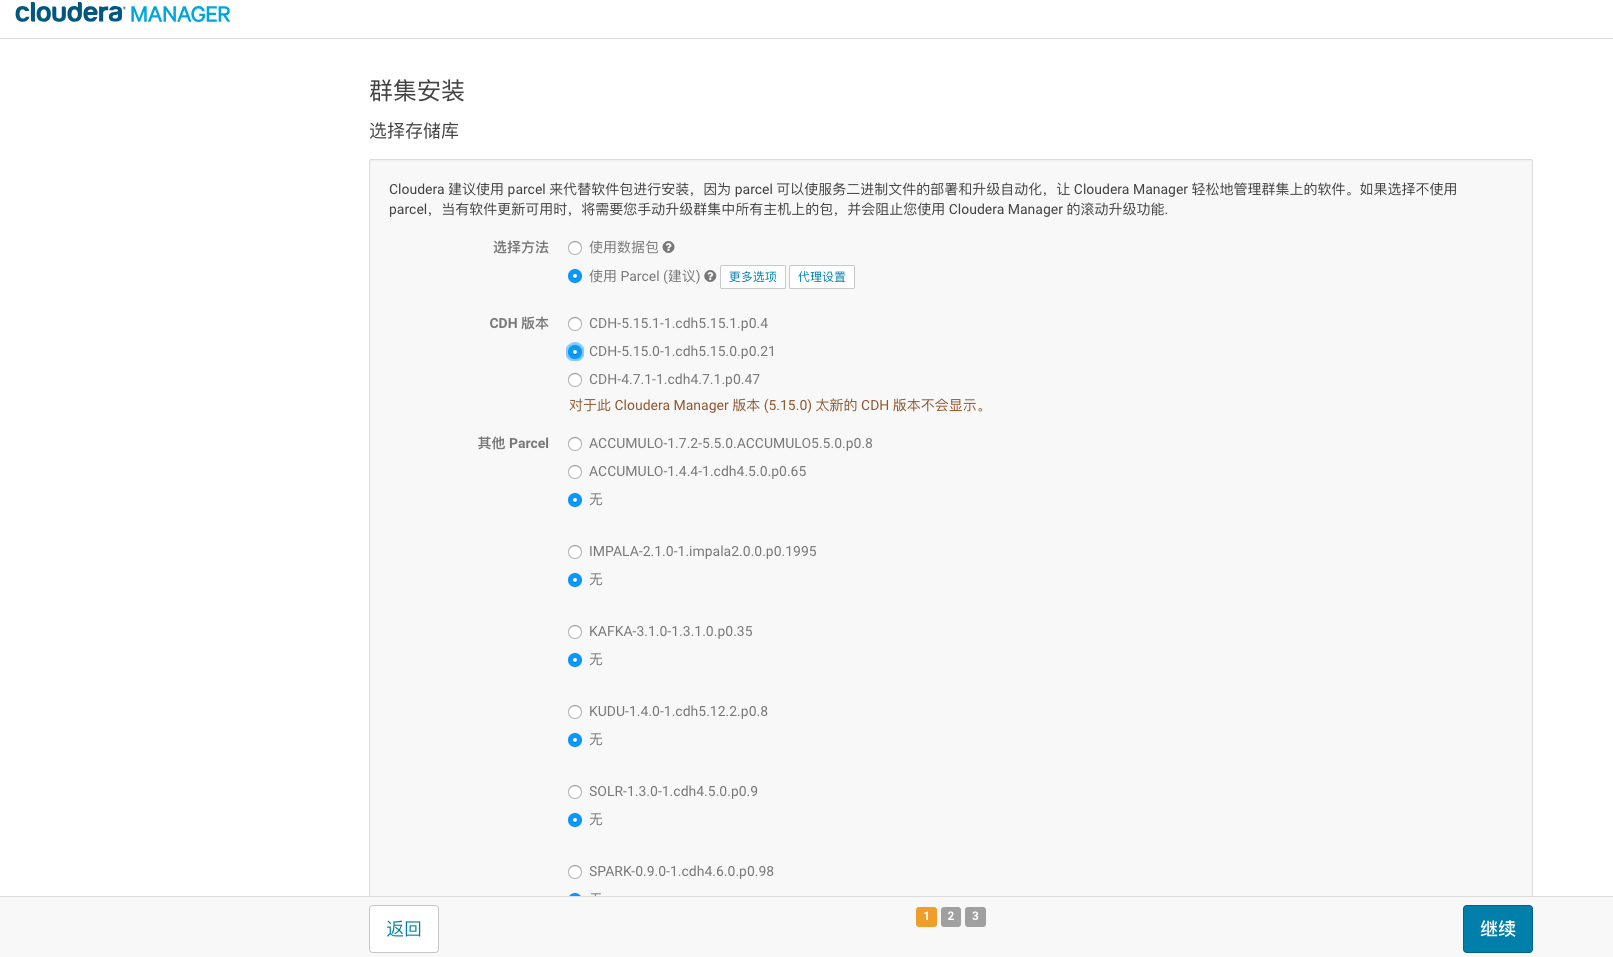 cloudera MANAGER
群集安装
选择存储库
Cloudera 建议使用 parcel 来代替软件包进行安装，因为 parcel 可以使服务二进制文件的部署和升级自动化，让 Cloudera Manager 轻松地管理群集上的软件。如果选择不使用
parcel，当有软件更新可用时，将需要您手动升级群集中所有主机上的包，并会阻止您使用 Cloudera Manager 的滚动升级功能.
选择方法 使用数据包 ?
使用 Parcel (建议) ? 更多选项 代理设置
CDH 版本 CDH-5.15.1-1.cdh5.15.1.p0.4
CDH-5.15.0-1.cdh5.15.0.p0.21
CDH-4.7.1-1.cdh4.7.1.p0.47
对于此 Cloudera Manager 版本 (5.15.0) 太新的 CDH 版本不会显示。
其他 Parcel ACCUMULO-1.7.2-5.5.0.ACCUMULO5.5.0.p0.8
ACCUMULO-1.4.4-1.cdh4.5.0.p0.65
无
IMPALA-2.1.0-1.impala2.0.0.p0.1995
无
KAFKA-3.1.0-1.3.1.0.p0.35
无
KUDU-1.4.0-1.cdh5.12.2.p0.8
无
SOLR-1.3.0-1.cdh4.5.0.p0.9
无
SPARK-0.9.0-1.cdh4.6.0.p0.98
返回 1 2 3 继续